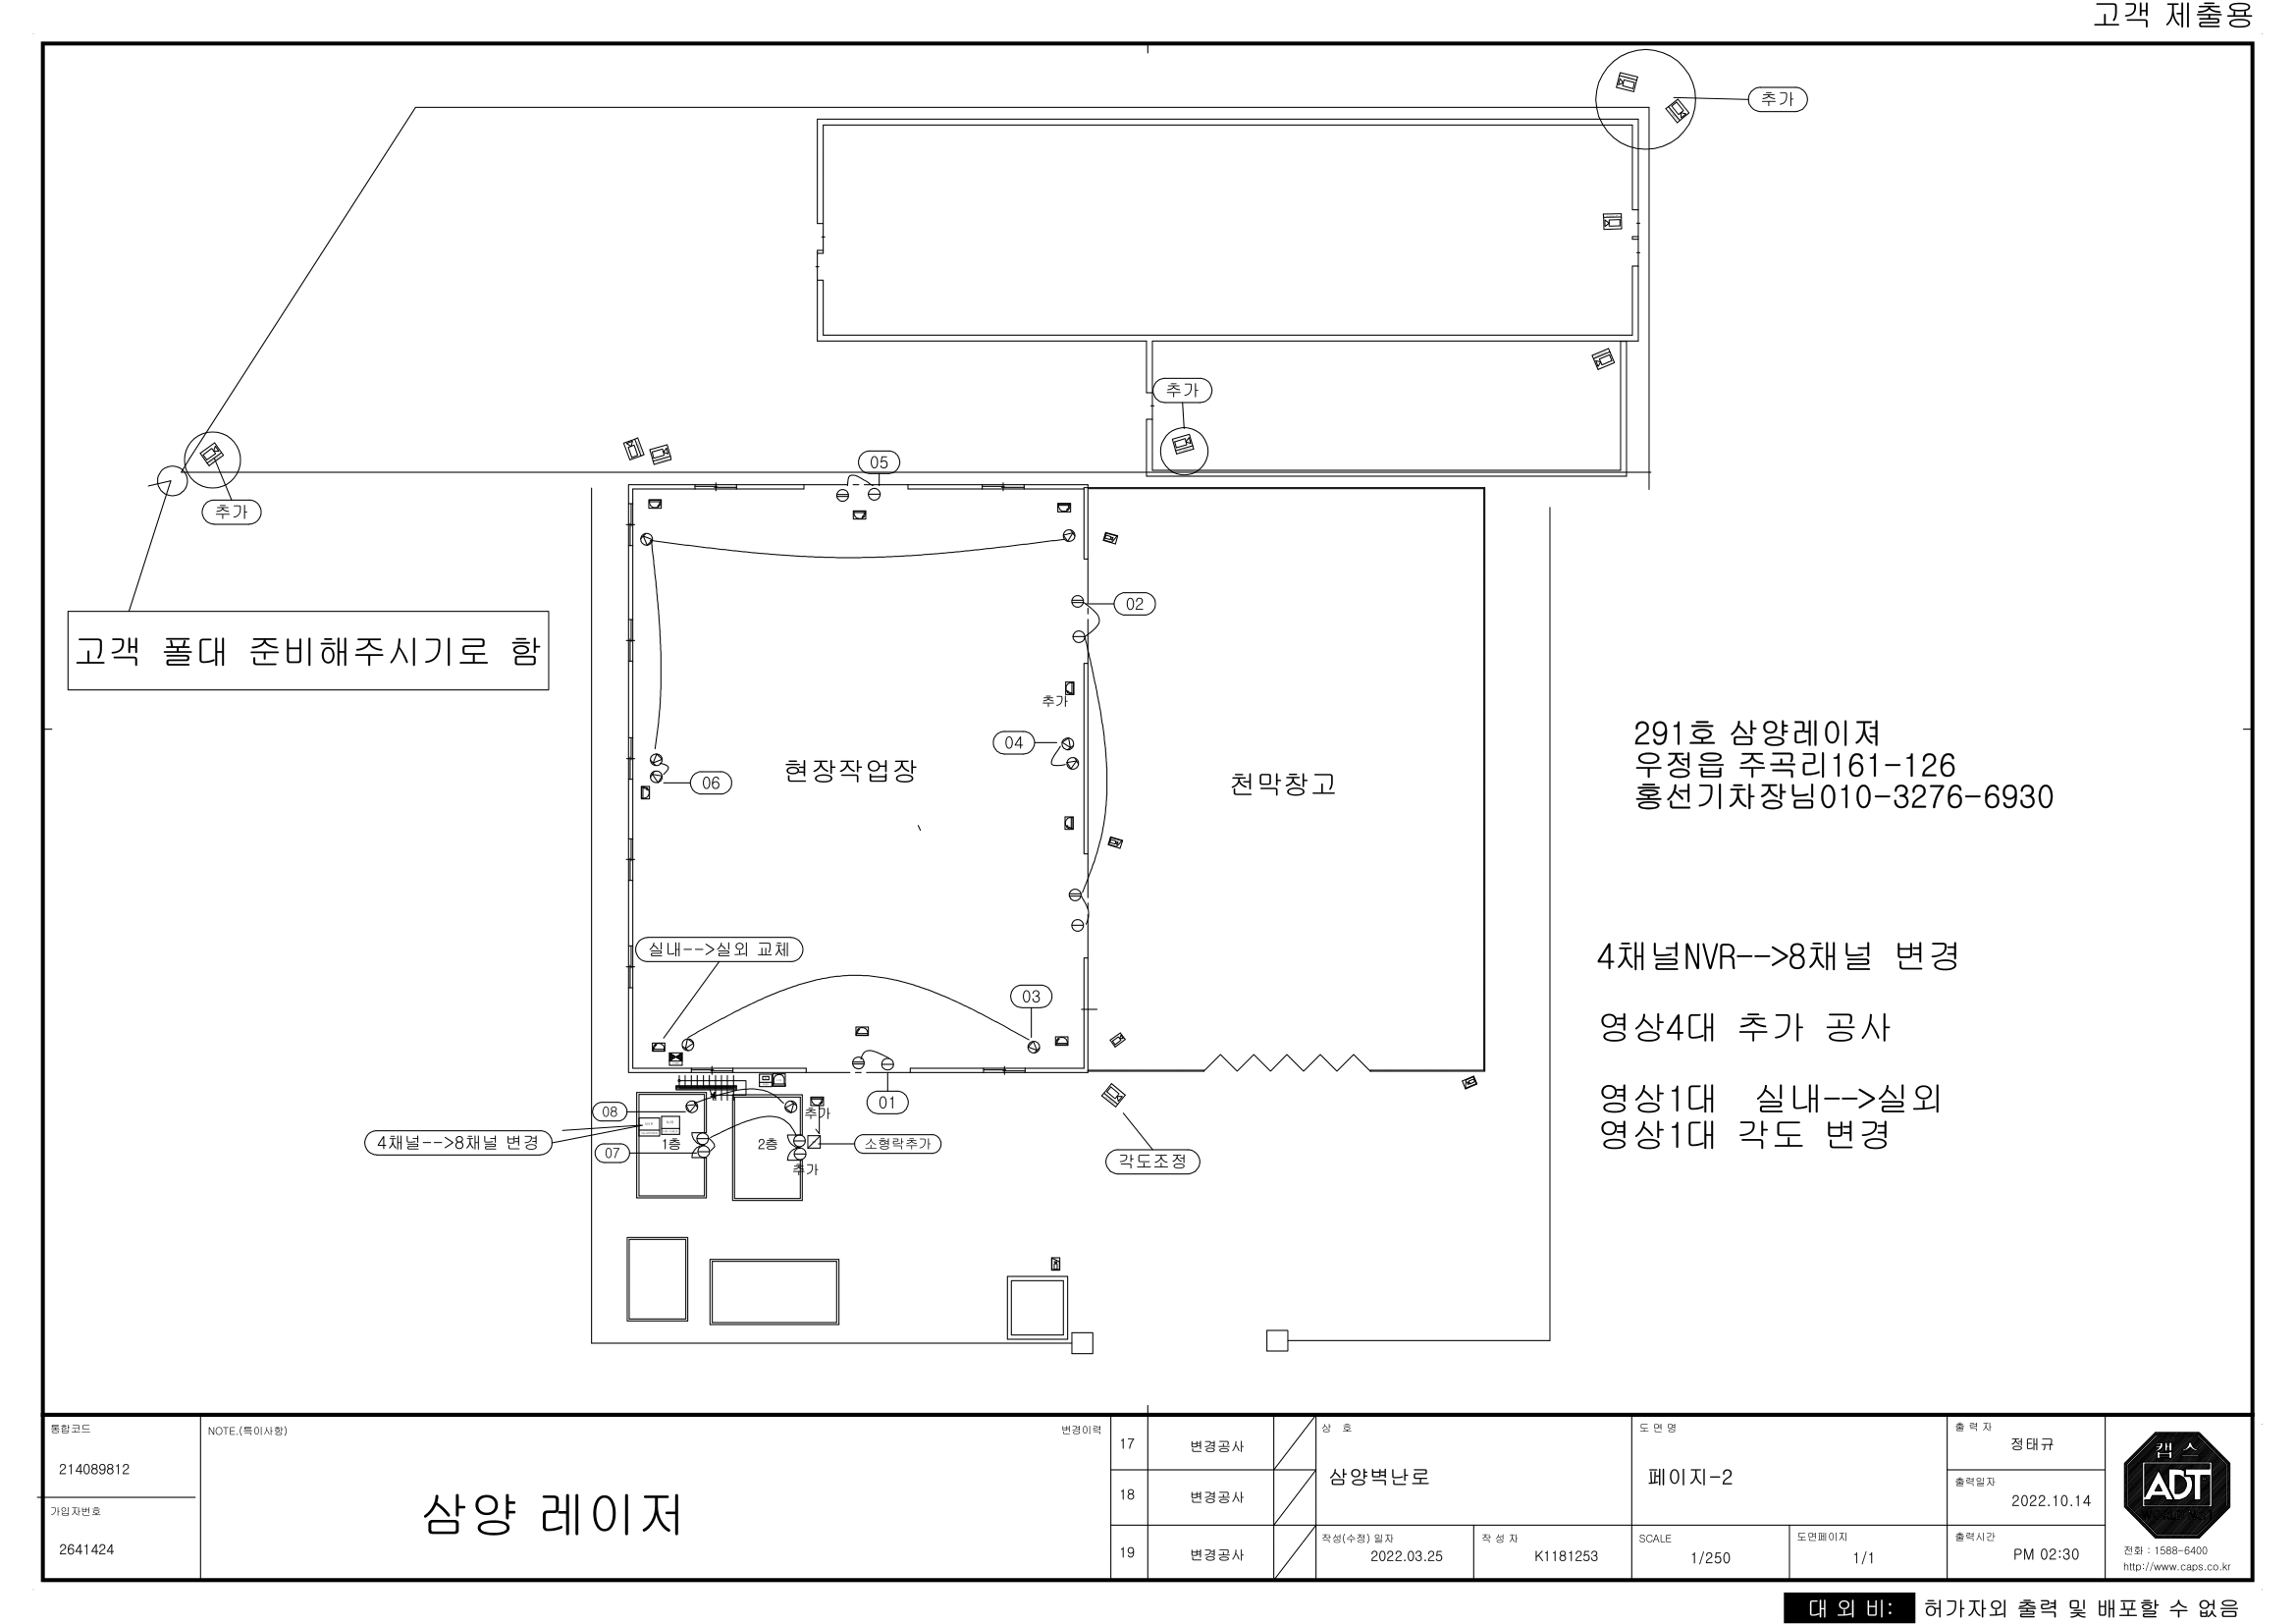 고객 제출용
추가
추가
추가
05
고객 폴대 준비해주시기로 함
02
추가
04
06
현장작업장
천막창고
291호 삼양레이져
우정읍 주곡리161-126
홍선기차장님010-3276-6930
실내-->실외 교체
03
4채널NVR-->8채널 변경
영상4대 추가 공사
영상1대 실내-->실외
영상1대 각도 변경
01
08
추가
4채널-->8채널 변경
1층
2층
소형락추가
07
추가
각도조정
통합코드
214089812
가입자번호
2641424
NOTE.(특이사항)
삼양 레이저
변경이력
17 변경공사
18 변경공사
19 변경공사
상 호
삼양벽난로
도 면 명
페이지-2
작성(수정) 일자
2022.03.25
작 성 자
K1181253
SCALE
1/250
도면페이지
1/1
출 력 자
정태규
출력일자
2022.10.14
출력시간
PM 02:30
캡스
ADT
전화 : 1588-6400
http://www.caps.co.kr
대 외 비: 허가자외 출력 및 배포할 수 없음